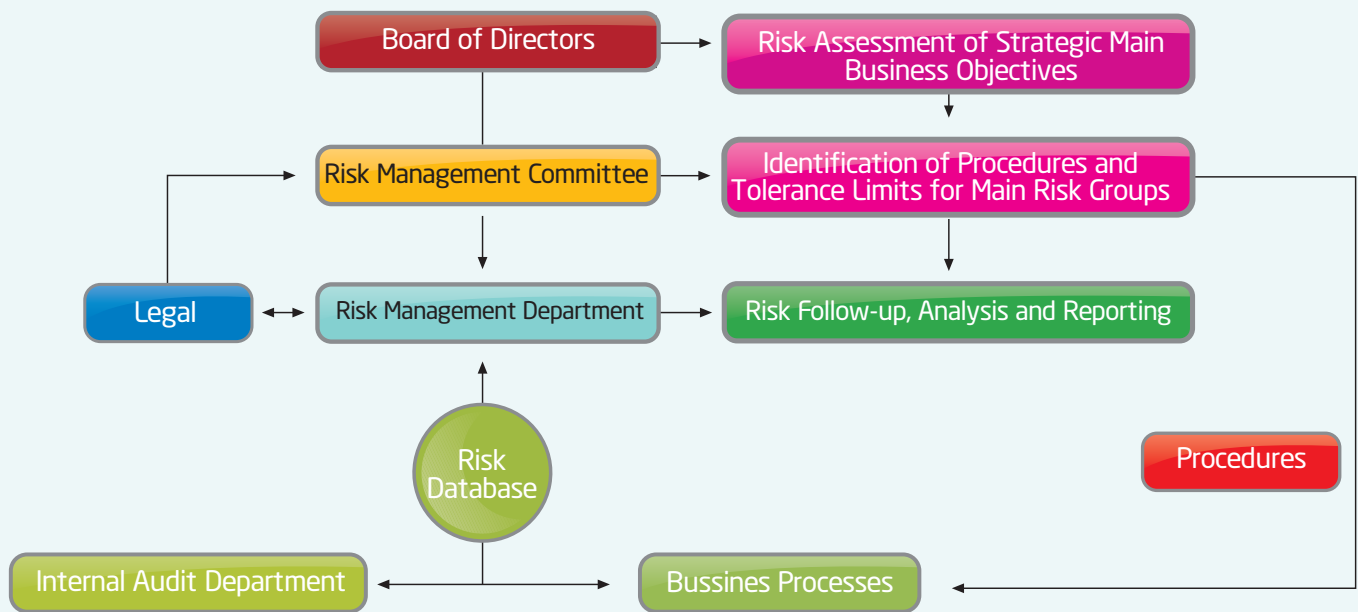 Board of Directors
Risk Assessment of Strategic Main
Business Objectives
Risk Management Committee
Identification of Procedures and
Tolerance Limits for Main Risk Groups
Legal
Risk Management Department
Risk Follow-up, Analysis and Reporting
Risk
Database
Procedures
Internal Audit Department
Bussines Processes